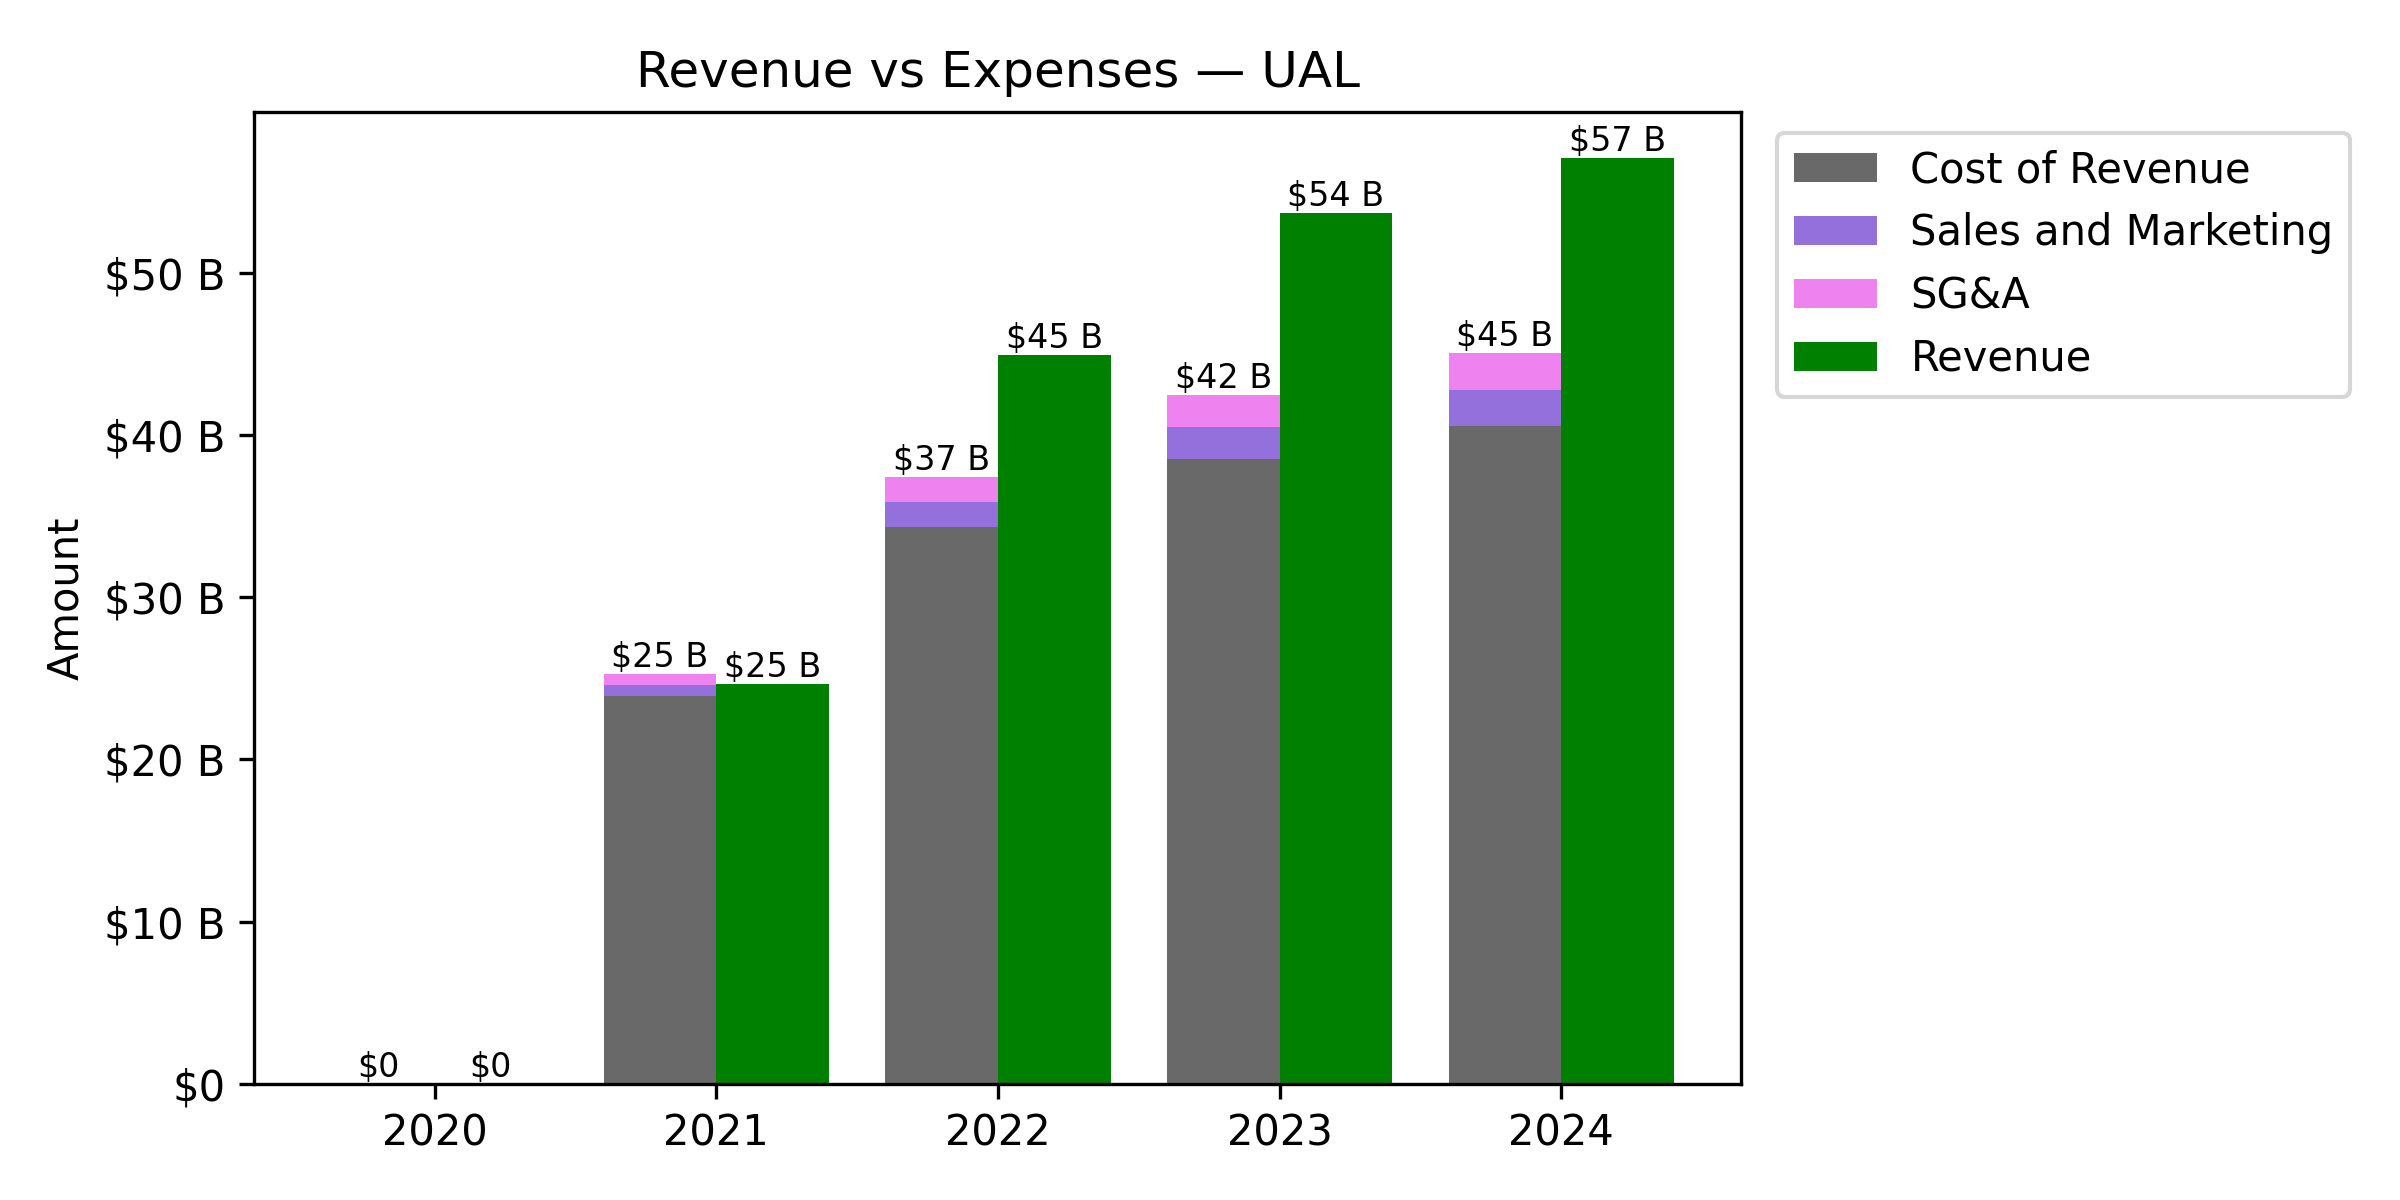 Revenue vs Expenses — UAL
Cost of Revenue
Sales and Marketing
SG&A
Revenue
Amount
$50 B
$40 B
$30 B
$20 B
$10 B
$0
$0
$0
$25 B
$25 B
$37 B
$45 B
$42 B
$54 B
$45 B
$57 B
2020
2021
2022
2023
2024